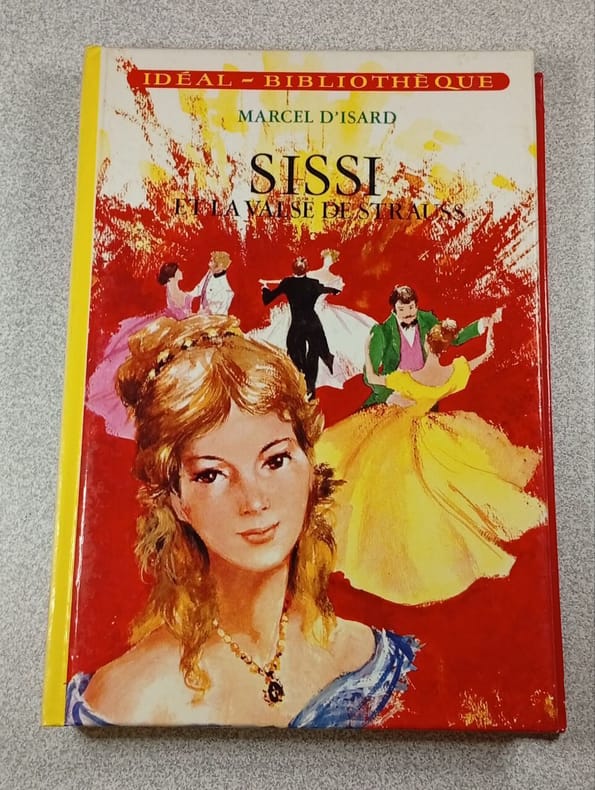 IDÉAL-BIBLIOTHÈQUE
MARCEL D'ISARD
SISSI
ET LA VALSE DE STRAUSS